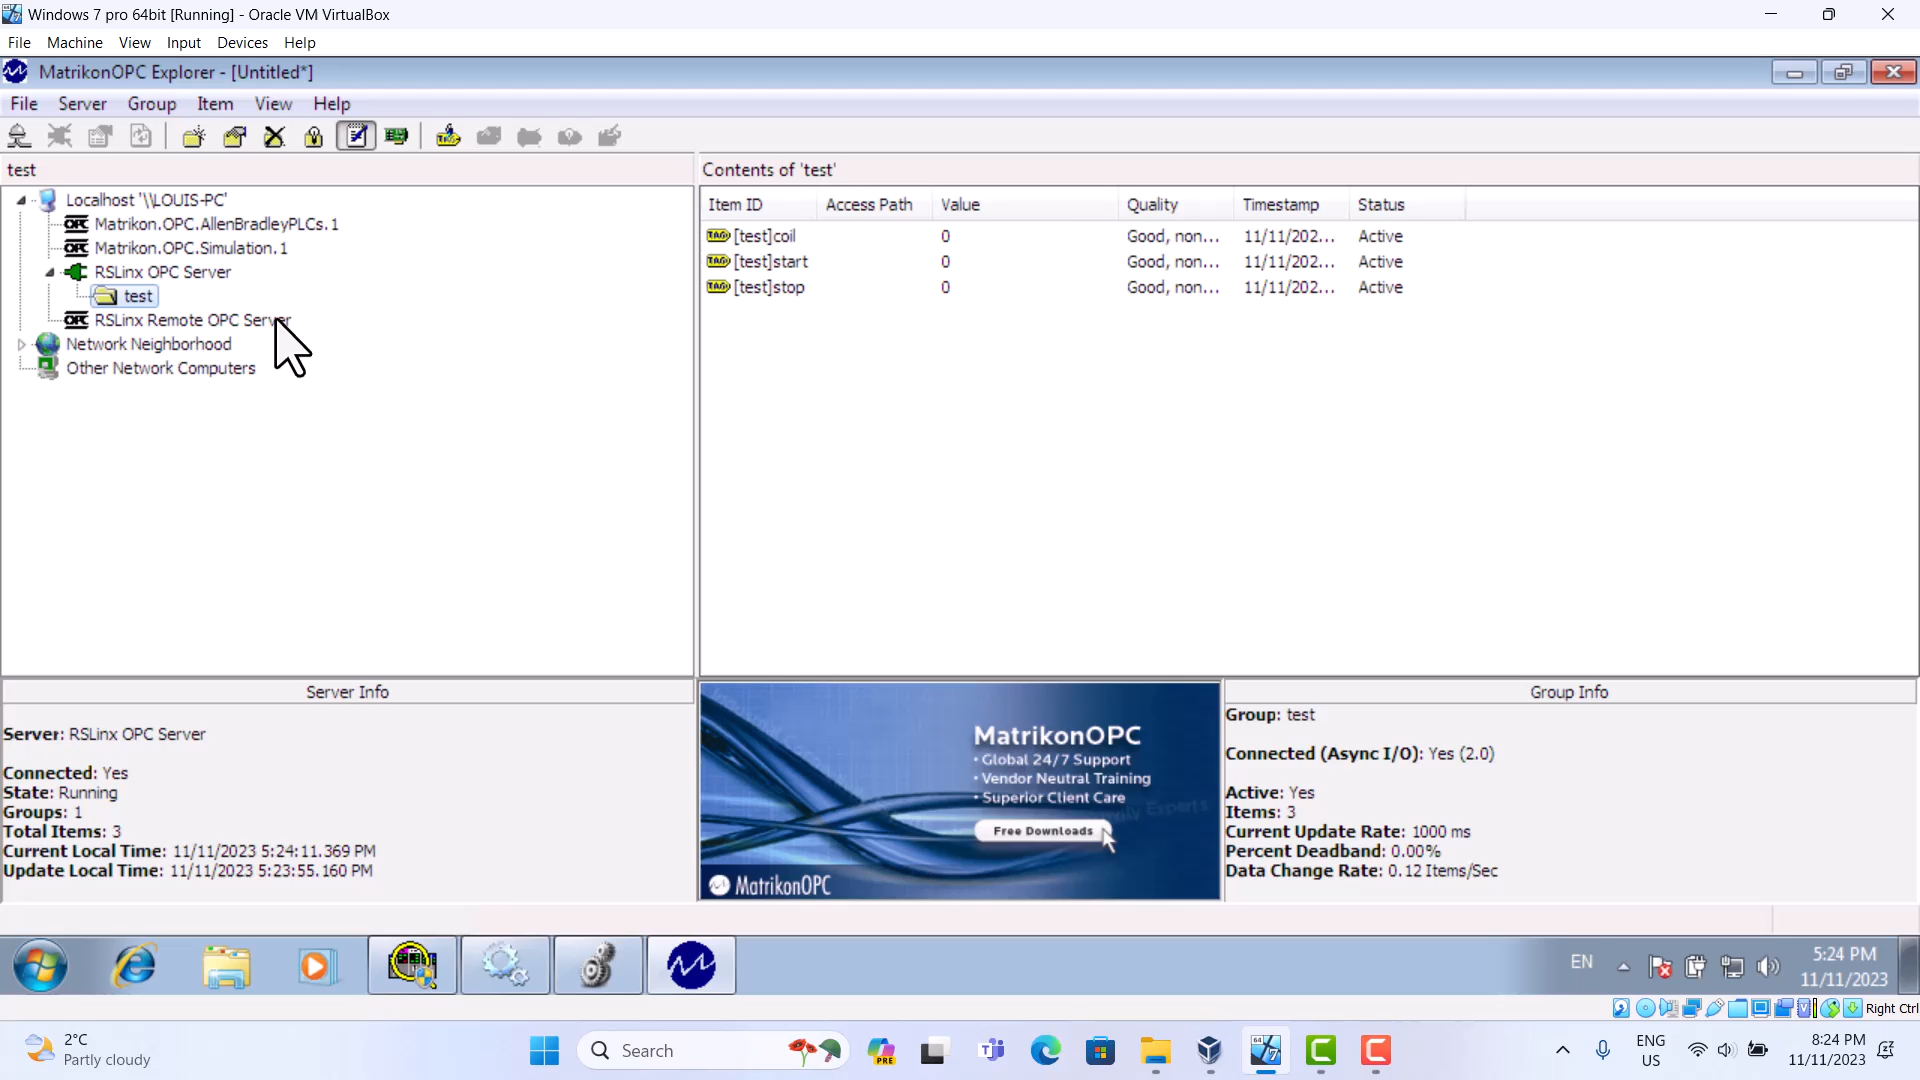 Windows 7 pro 64bit [Running] - Oracle VM VirtualBox
File Machine View Input Devices Help
MatrikonOPC Explorer - [Untitled*]
File Server Group Item View Help
test
Contents of 'test'
Localhost '\\LOUIS-PC'
Matrikon.OPC.AllenBradleyPLCs.1
Matrikon.OPC.Simulation.1
RSLinx OPC Server
test
RSLinx Remote OPC Server
Network Neighborhood
Other Network Computers
Item ID Access Path Value Quality Timestamp Status
[test]coil 0 Good, non... 11/11/202... Active
[test]start 0 Good, non... 11/11/202... Active
[test]stop 0 Good, non... 11/11/202... Active
Server Info
Server: RSLinx OPC Server
Connected: Yes
State: Running
Groups: 1
Total Items: 3
Current Local Time: 11/11/2023 5:24:11.369 PM
Update Local Time: 11/11/2023 5:23:55.160 PM
MatrikonOPC
• Global 24/7 Support
• Vendor Neutral Training
• Superior Client Care
Free Downloads
MatrikonOPC
Group Info
Group: test
Connected (Async I/O): Yes (2.0)
Active: Yes
Items: 3
Current Update Rate: 1000 ms
Percent Deadband: 0.00%
Data Change Rate: 0.12 Items/Sec
EN
5:24 PM
11/11/2023
Right Ctrl
2°C
Partly cloudy
Search
PRE
ENG
US
8:24 PM
11/11/2023